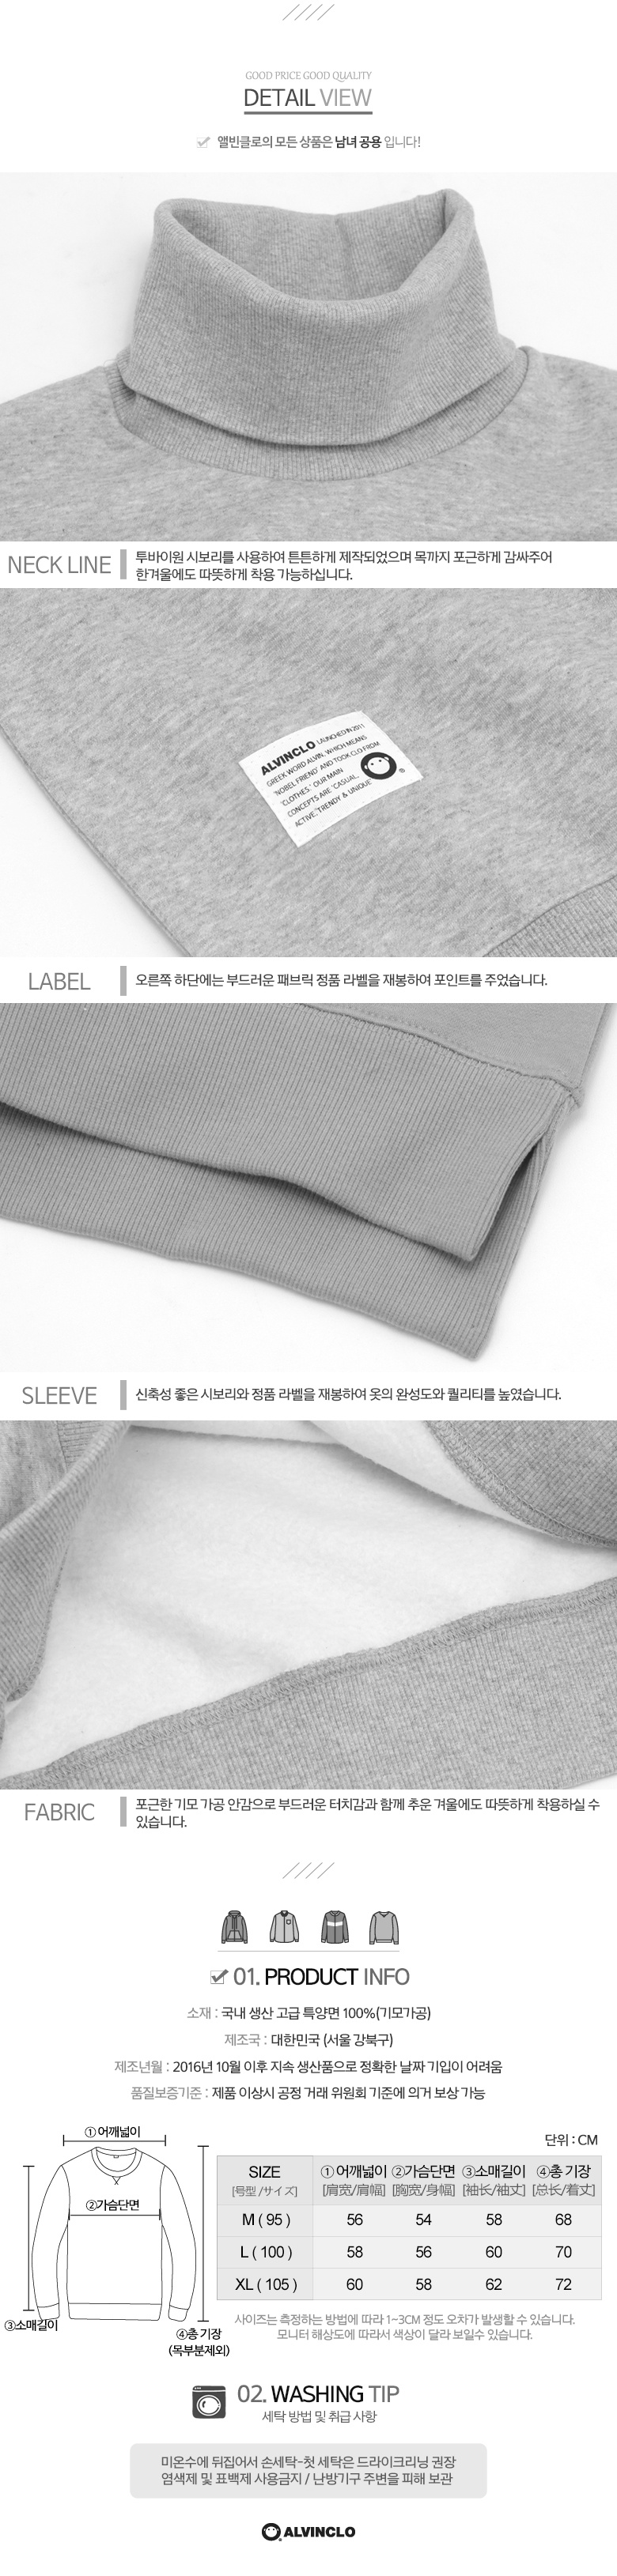 GOOD PRICE GOOD QUALITY
DETAIL VIEW
앨빈클로의 모든 상품은 남녀 공용 입니다!
NECK LINE
투바이원 시보리를 사용하여 튼튼하게 제작되었으며 목까지 포근하게 감싸주어
한겨울에도 따뜻하게 착용 가능하십니다.
ALVINCLO LAUNCHED IN 2011
GREEK WORD ALVIN, WHICH MEANS
"NOBEL FRIEND" AND TOOK CLO FROM
"CLOTHES." OUR MAIN
CONCEPTS ARE "CASUAL,
ACTIVE, TRENDY & UNIQUE"
®
LABEL
오른쪽 하단에는 부드러운 패브릭 정품 라벨을 재봉하여 포인트를 주었습니다.
SLEEVE
신축성 좋은 시보리와 정품 라벨을 재봉하여 옷의 완성도와 퀄리티를 높였습니다.
FABRIC
포근한 기모 가공 안감으로 부드러운 터치감과 함께 추운 겨울에도 따뜻하게 착용하실 수
있습니다.
01. PRODUCT INFO
소재 : 국내 생산 고급 특양면 100%(기모가공)
제조국 : 대한민국 (서울 강북구)
제조년월 : 2016년 10월 이후 지속 생산품으로 정확한 날짜 기입이 어려움
품질보증기준 : 제품 이상시 공정 거래 위원회 기준에 의거 보상 가능
①어깨넓이
②가슴단면
③소매길이
④총 기장
(목부분제외)
단위 : CM
SIZE ① 어깨넓이 ②가슴단면 ③소매길이 ④총 기장
[号型/サイズ] [肩宽/肩幅] [胸宽/身幅] [袖长/袖丈] [总长/着丈]
M ( 95 ) 56 54 58 68
L ( 100 ) 58 56 60 70
XL ( 105 ) 60 58 62 72
사이즈는 측정하는 방법에 따라 1~3CM 정도 오차가 발생할 수 있습니다.
모니터 해상도에 따라서 색상이 달라 보일수 있습니다.
02. WASHING TIP
세탁 방법 및 취급 사항
미온수에 뒤집어서 손세탁-첫 세탁은 드라이크리닝 권장
염색제 및 표백제 사용금지 / 난방기구 주변을 피해 보관
ALVINCLO